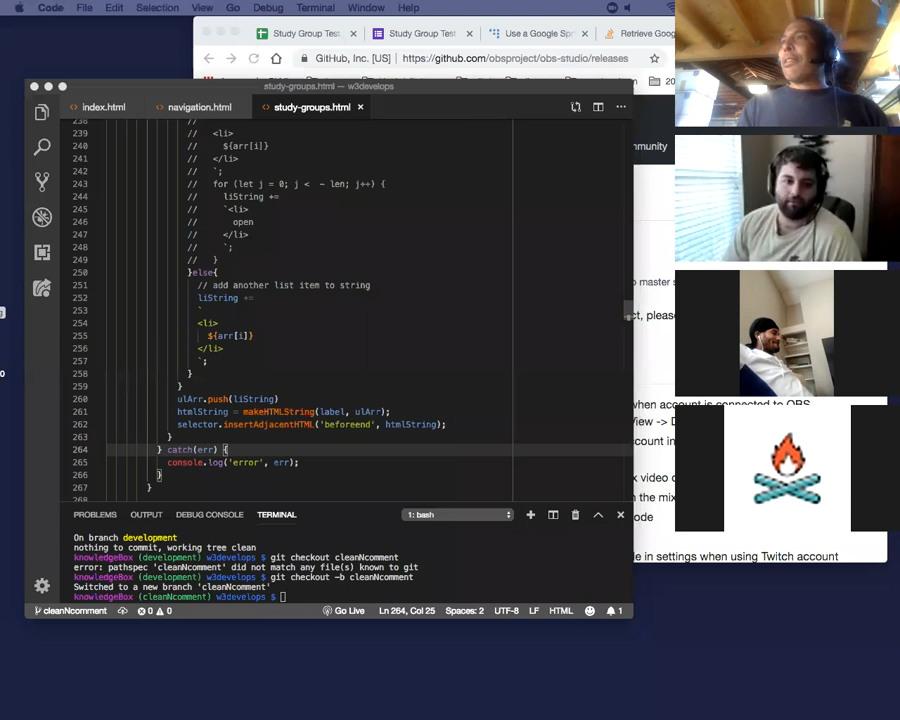 Code File Edit Selection View Go Debug Terminal Window Help
Study Group Test
Study Group Test
Use a Google Spr
Retrieve Goog
GitHub, Inc. [US] https://github.com/obsproject/obs-studio/releases
study-groups.html — w3develops
index.html
navigation.html
study-groups.html
mmunity
238 //
239 // <li>
240 // ${arr[i]}
241 // </li>
242 // `;
243 // for (let j = 0; j < - len; j++) {
244 // liString +=
245 // `<li>
246 // open
247 // </li>
248 // `;
249 // }
250 }else{
251 // add another list item to string
252 liString +=
253 `
254 <li>
255 ${arr[i]}
256 </li>
257 `;
258 }
259 }
260 ulArr.push(liString)
261 htmlString = makeHTMLString(label, ulArr);
262 selector.insertAdjacentHTML('beforeend', htmlString);
263 }
264 } catch(err) {
265 console.log('error', err);
266 }
267 }
268
o master s
ct, please
when account is connected to OBS
View -> D
ccount in
x video c
n the mix
ode
le in settings when using Twitch account
PROBLEMS OUTPUT DEBUG CONSOLE TERMINAL 1: bash
On branch development
nothing to commit, working tree clean
knowledgeBox (development) w3develops $ git checkout cleanNcomment
error: pathspec 'cleanNcomment' did not match any file(s) known to git
knowledgeBox (development) w3develops $ git checkout -b cleanNcomment
Switched to a new branch 'cleanNcomment'
knowledgeBox (cleanNcomment) w3develops $
cleanNcomment 0 0 Go Live Ln 264, Col 25 Spaces: 2 UTF-8 LF HTML 1